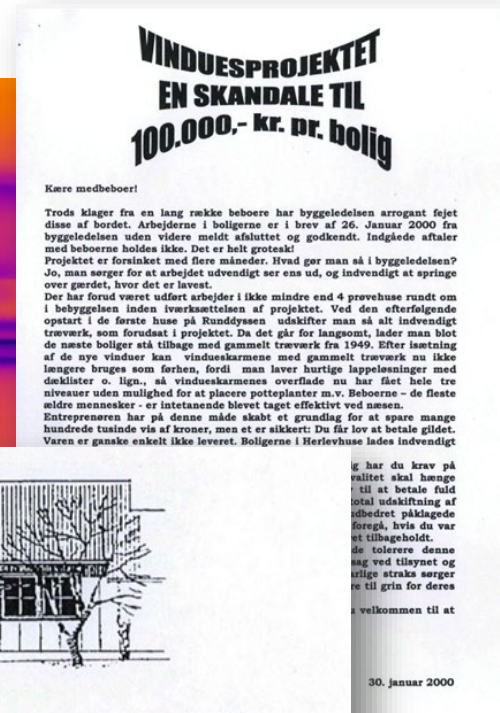 VINDUESPROJEKTET
EN SKANDALE TIL
100.000,- kr. pr. bolig
Kære medbeboer!
Trods klager fra en lang række beboere har byggeledelsen arrogant fejet
disse af bordet. Arbejderne i boligerne er i brev af 26. Januar 2000 fra
byggeledelsen uden videre meldt afsluttet og godkendt. Indgåede aftaler
med beboerne holdes ikke. Det er helt grotesk!
Projektet er forsinket med flere måneder. Hvad gør man så i byggeledelsen?
Jo, man sørger for at arbejdet udvendigt ser ens ud, og indvendigt at springe
over gærdet, hvor det er lavest.
Der har forud været udført arbejder i ikke mindre end 4 prøvehuse rundt om
i bebyggelsen inden iværksættelsen af projektet. Ved den efterfølgende
opstart i de første huse på Runddyssen udskifter man så alt indvendigt
træværk, som forudsat i projektet. Da det går for langsomt, lader man blot
de næste boliger stå tilbage med gammelt træværk fra 1949. Efter isætning
af de nye vinduer kan vindueskarmene med gammelt træværk nu ikke
længere bruges som førhen, fordi man laver hurtige lappeløsninger med
dæklister o. lign., så vindueskarmenes overflade nu har fået hele tre
niveauer uden mulighed for at placere potteplanter m.v. Beboerne – de fleste
ældre mennesker - er intetanende blevet taget effektivt ved næsen.
Entreprenøren har på denne måde skabt et grundlag for at spare mange
hundrede tusinde vis af kroner, men et er sikkert: Du får lov at betale gildet.
Varen er ganske enkelt ikke leveret. Boligerne i Herlevhuse lades indvendigt
har du krav på
skal hænge
til at betale fuld
udskiftning af
påklagede
foregå, hvis du var
tilbageholdt.
tolerere denne
sag ved tilsynet og
straks sørger
til grin for deres
velkommen til at
30. januar 2000